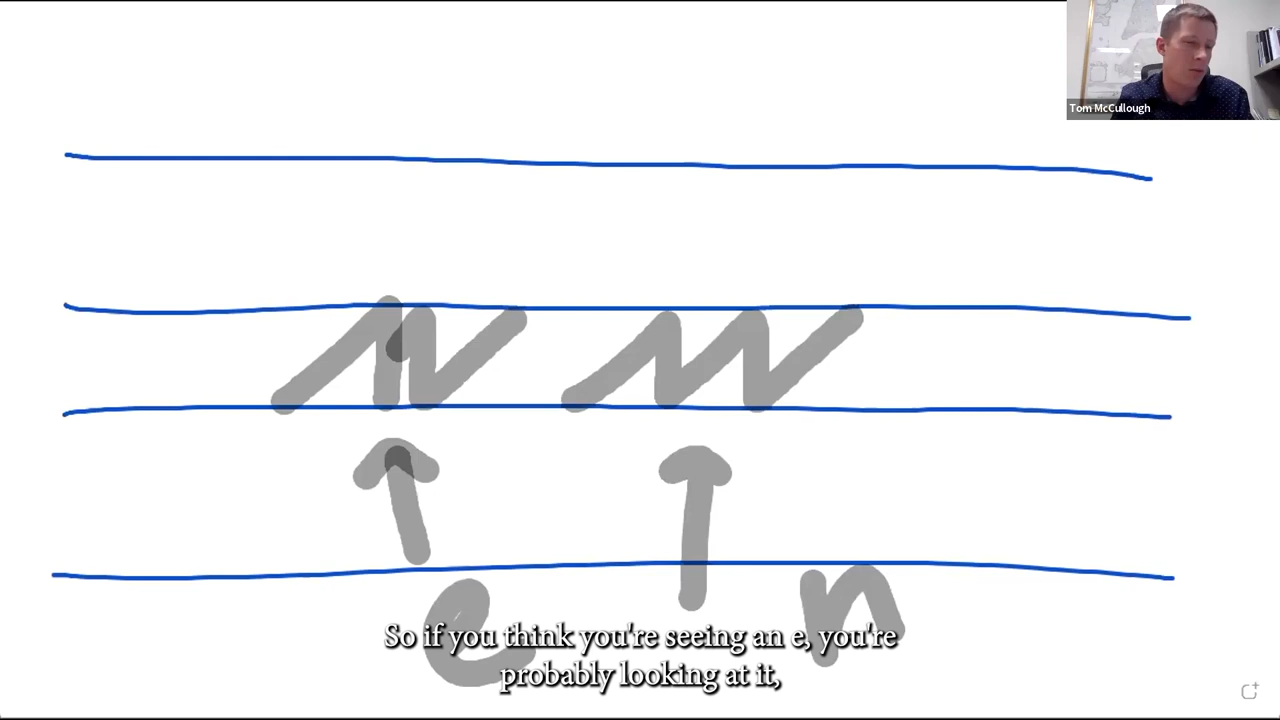 Tom McCullough
e n
So if you think you're seeing an e, you're
probably looking at it,